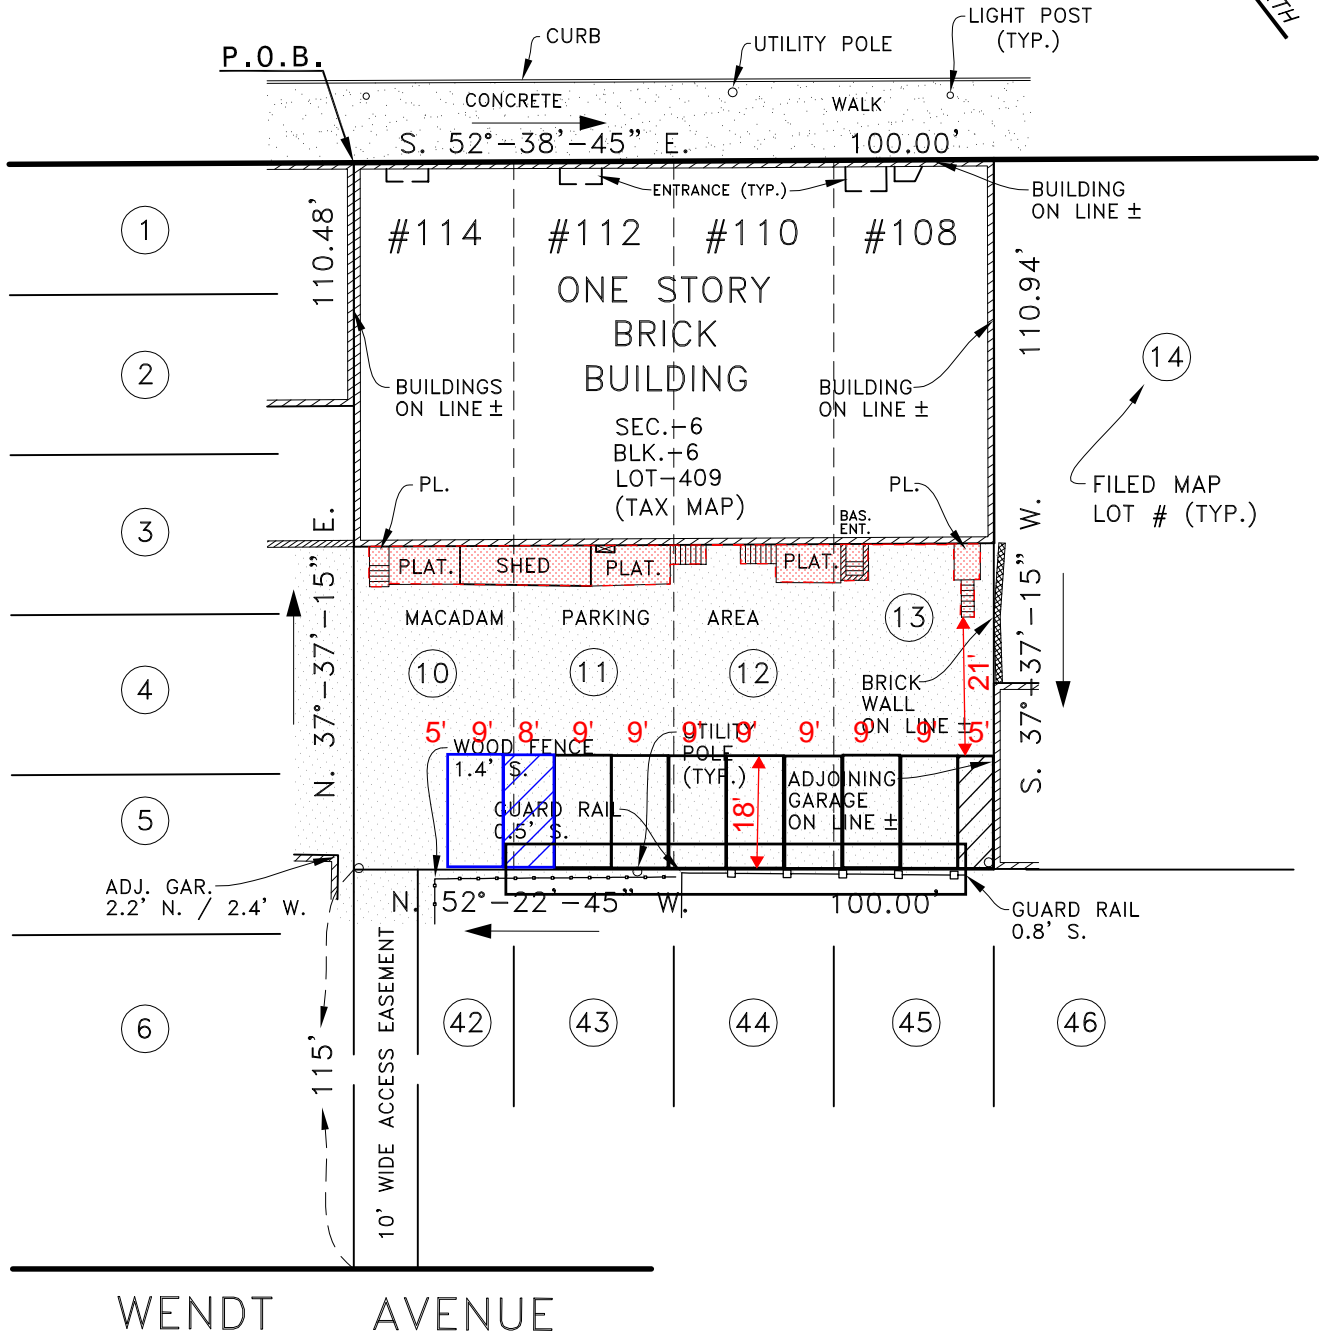 LIGHT POST
(TYP.)
CURB
UTILITY POLE
P.O.B.
CONCRETE
WALK
S. 52°-38'-45" E.
100.00'
ENTRANCE (TYP.)
BUILDING
ON LINE ±
#114
#112
#110
#108
1
110.48'
110.94'
ONE STORY
BRICK
BUILDING
14
2
BUILDINGS
ON LINE ±
BUILDING
ON LINE ±
SEC.-6
BLK.-6
LOT-409
(TAX MAP)
PL.
PL.
FILED MAP
LOT # (TYP.)
3
BAS.
ENT.
N. 37°-37'-15" E.
S. 37°-37'-15" W.
PLAT.
SHED
PLAT.
PLAT.
MACADAM
PARKING
AREA
13
10
11
12
4
21'
BRICK
WALL
ON LINE ±
5'
9'
8'
9'
9'
9'
9'
9'
9'
9'
5'
WOOD FENCE
1.4' S.
UTILITY
POLE
(TYP.)
ADJOINING
GARAGE
ON LINE ±
18'
GUARD RAIL
0.5' S.
5
ADJ. GAR.
2.2' N. / 2.4' W.
N. 52°-22'-45" W.
100.00'
GUARD RAIL
0.8' S.
6
42
43
44
45
46
115'
10' WIDE ACCESS EASEMENT
WENDT AVENUE